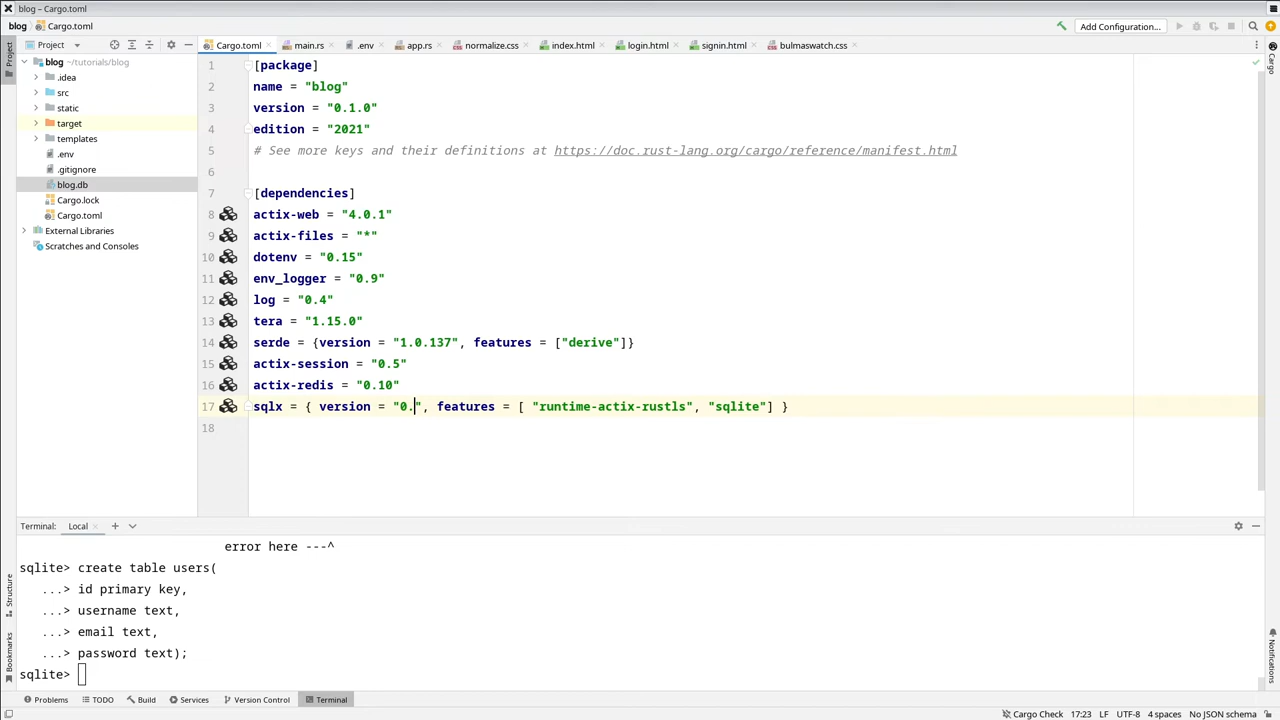 blog – Cargo.toml
blog Cargo.toml Add Configuration...
Project Cargo.toml main.rs .env app.rs normalize.css index.html login.html signin.html bulmaswatch.css
Project
Cargo
blog ~/tutorials/blog
.idea
src
static
target
templates
.env
.gitignore
blog.db
Cargo.lock
Cargo.toml
External Libraries
Scratches and Consoles
1 [package]
2 name = "blog"
3 version = "0.1.0"
4 edition = "2021"
5 # See more keys and their definitions at https://doc.rust-lang.org/cargo/reference/manifest.html
6
7 [dependencies]
8 actix-web = "4.0.1"
9 actix-files = "*"
10 dotenv = "0.15"
11 env_logger = "0.9"
12 log = "0.4"
13 tera = "1.15.0"
14 serde = {version = "1.0.137", features = ["derive"]}
15 actix-session = "0.5"
16 actix-redis = "0.10"
17 sqlx = { version = "0.", features = [ "runtime-actix-rustls", "sqlite"] }
18
Terminal: Local
error here ---^
sqlite> create table users(
...> id primary key,
...> username text,
...> email text,
...> password text);
sqlite>
Structure
Bookmarks
Notifications
Problems TODO Build Services Version Control Terminal
Cargo Check 17:23 LF UTF-8 4 spaces No JSON schema